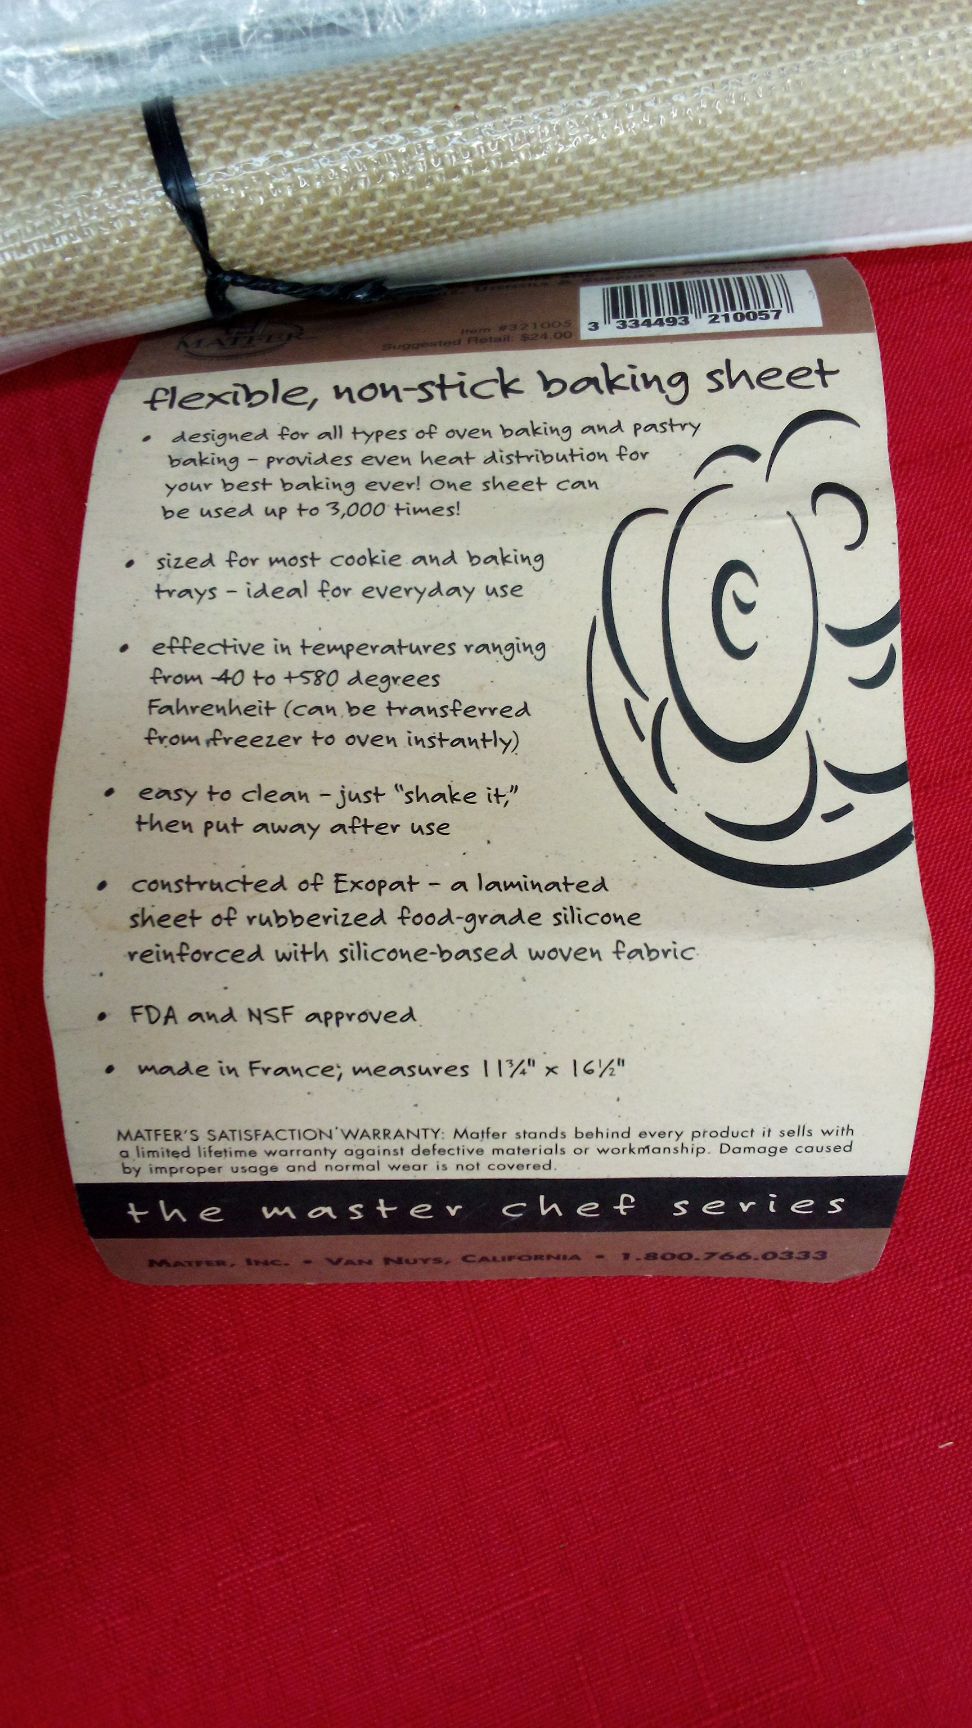 MATFER
Item #321005
Suggested Retail: $24.00
3 334493 210057
flexible, non-stick baking sheet
• designed for all types of oven baking and pastry
baking – provides even heat distribution for
your best baking ever! One sheet can
be used up to 3,000 times!
• sized for most cookie and baking
trays – ideal for everyday use
• effective in temperatures ranging
from -40 to +580 degrees
Fahrenheit (can be transferred
from freezer to oven instantly)
• easy to clean – just "shake it,"
then put away after use
• constructed of Exopat – a laminated
sheet of rubberized food-grade silicone
reinforced with silicone-based woven fabric
• FDA and NSF approved
• made in France; measures 11¾" x 16½"
MATFER'S SATISFACTION WARRANTY: Matfer stands behind every product it sells with
a limited lifetime warranty against defective materials or workmanship. Damage caused
by improper usage and normal wear is not covered.
the master chef series
MATFER, INC. • VAN NUYS, CALIFORNIA • 1.800.766.0333